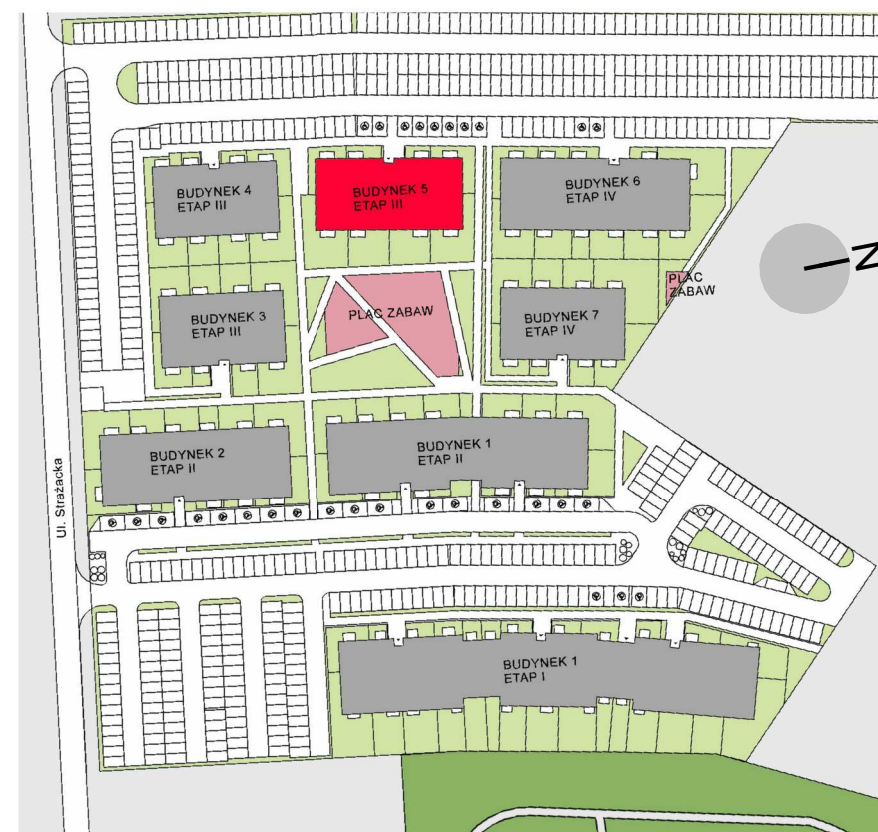 BUDYNEK 4
ETAP III
BUDYNEK 5
ETAP III
BUDYNEK 6
ETAP IV
N
PLAC
ZABAW
BUDYNEK 3
ETAP III
PLAC ZABAW
BUDYNEK 7
ETAP IV
BUDYNEK 2
ETAP II
BUDYNEK 1
ETAP II
Ul. Strażacka
BUDYNEK 1
ETAP I